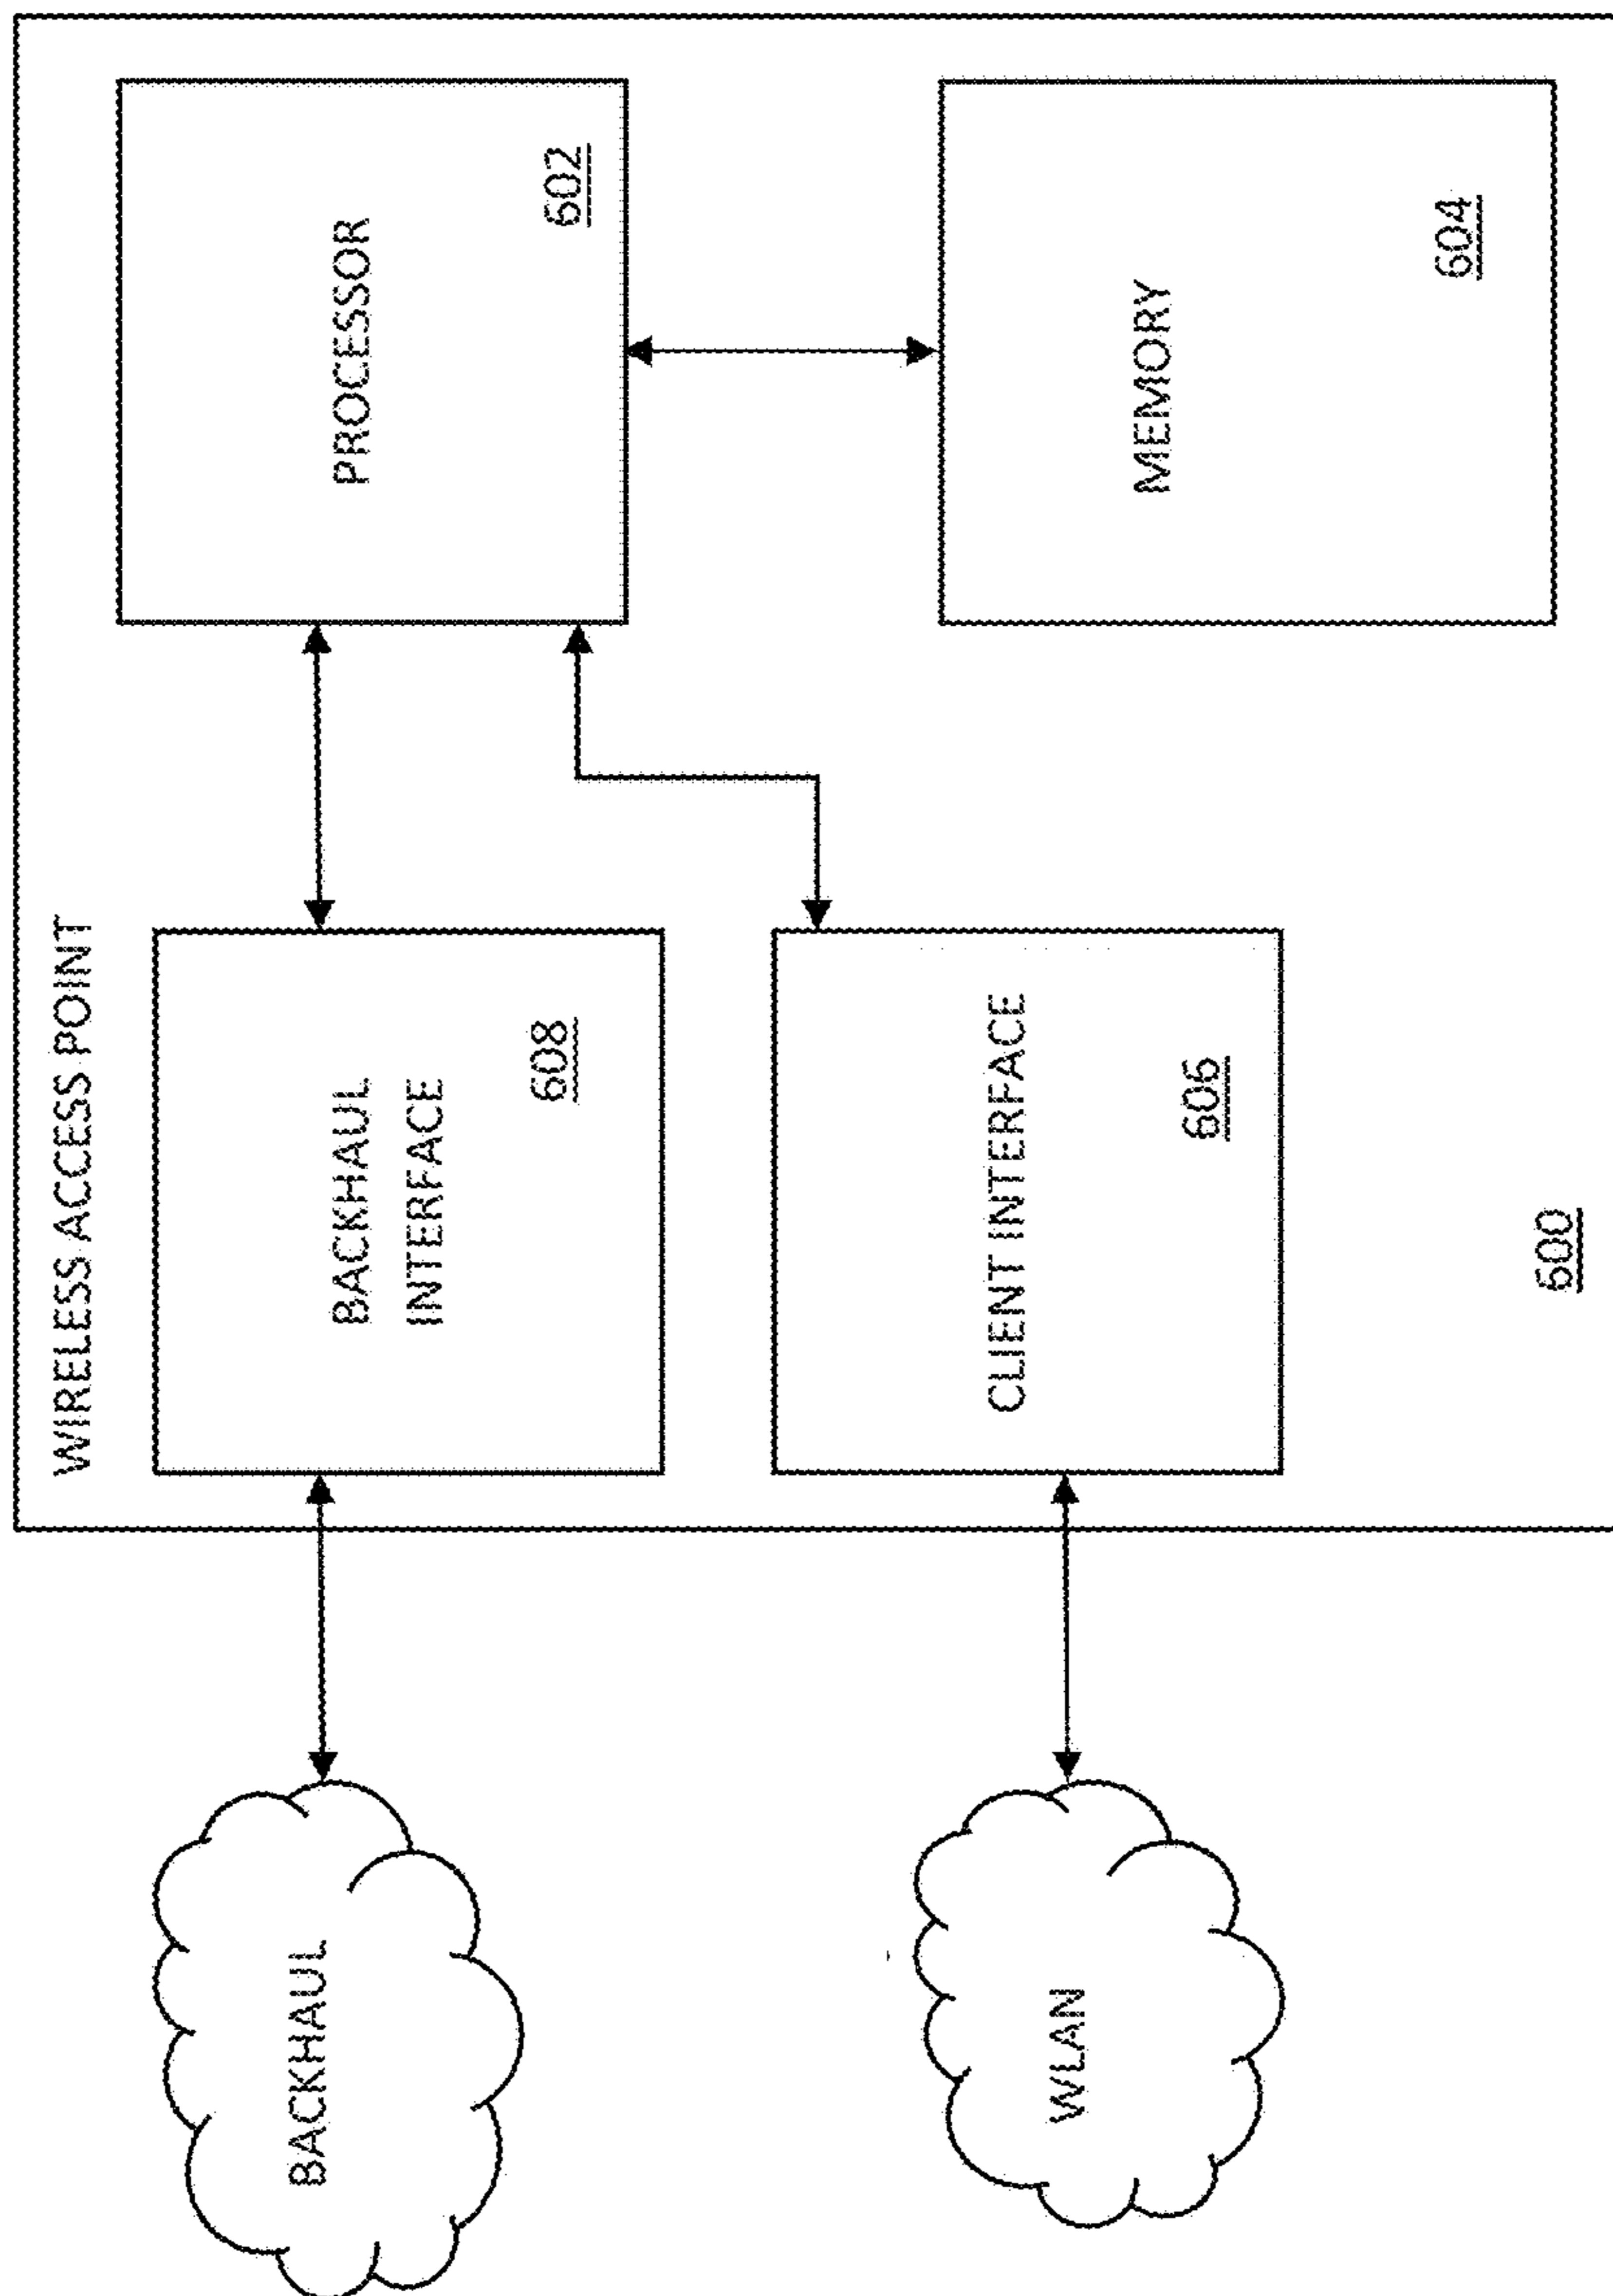 WIRELESS ACCESS POINT
BACKHAUL
BACKHAUL
INTERFACE
608
PROCESSOR
602
WLAN
CLIENT INTERFACE
606
MEMORY
604
600